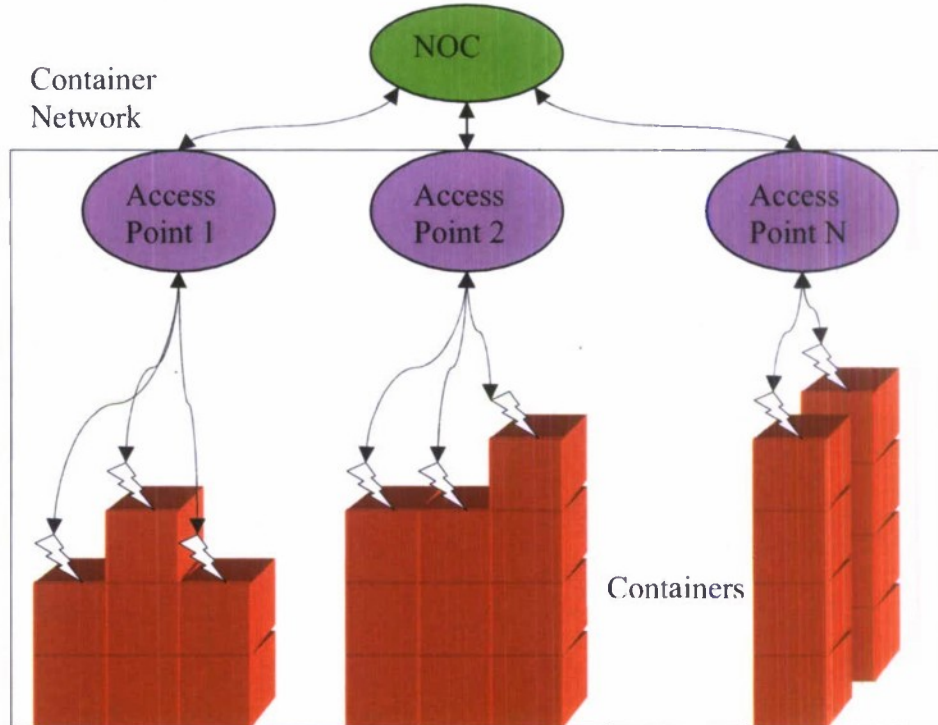 NOC
Container
Network
Access
Point 1
Access
Point 2
Access
Point N
Containers